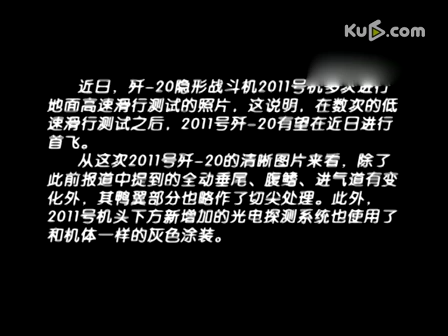 Ku6.com
近日，歼-20隐形战斗机2011号机多次进行
地面高速滑行测试的照片，这说明，在数次的低
速滑行测试之后，2011号歼-20有望在近日进行
首飞。
从这次2011号歼-20的清晰图片来看，除了
此前报道中提到的全动垂尾、腹鳍、进气道有变
化外，其鸭翼部分也略作了切尖处理。此外，
2011号机头下方新增加的光电探测系统也使用了
和机体一样的灰色涂装。